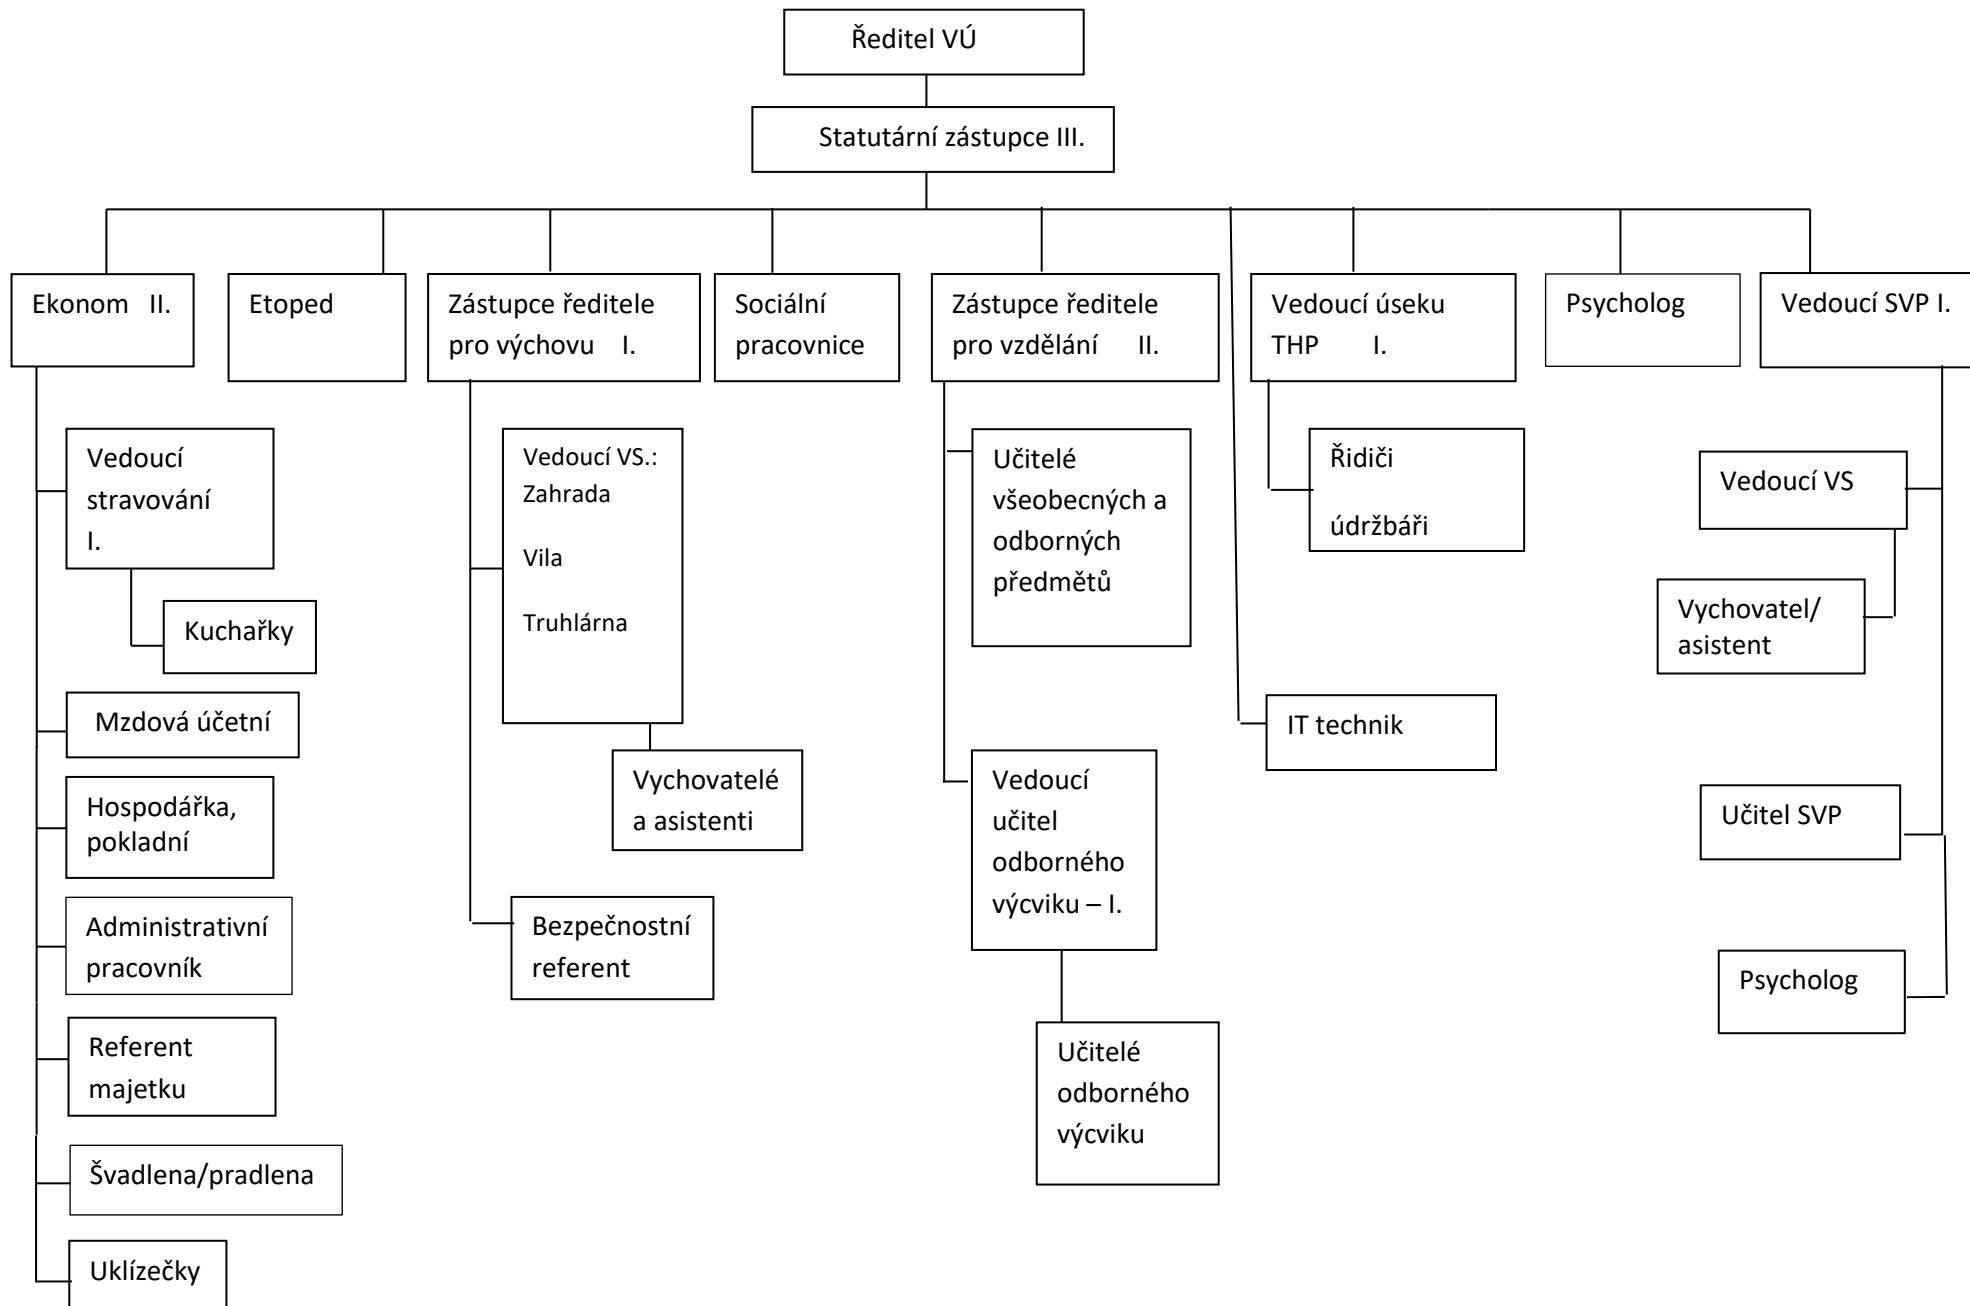 Ředitel VÚ
Statutární zástupce III.
Ekonom II.
Etoped
Zástupce ředitele
pro výchovu I.
Sociální
pracovnice
Zástupce ředitele
pro vzdělání II.
Vedoucí úseku
THP I.
Psycholog
Vedoucí SVP I.
Vedoucí
stravování
I.
Kuchařky
Mzdová účetní
Hospodářka,
pokladní
Administrativní
pracovník
Referent
majetku
Švadlena/pradlena
Uklízečky
Vedoucí VS.:
Zahrada
Vila
Truhlárna
Vychovatelé
a asistenti
Bezpečnostní
referent
Učitelé
všeobecných a
odborných
předmětů
Vedoucí
učitel
odborného
výcviku – I.
Učitelé
odborného
výcviku
Řidiči
údržbáři
IT technik
Vedoucí VS
Vychovatel/
asistent
Učitel SVP
Psycholog